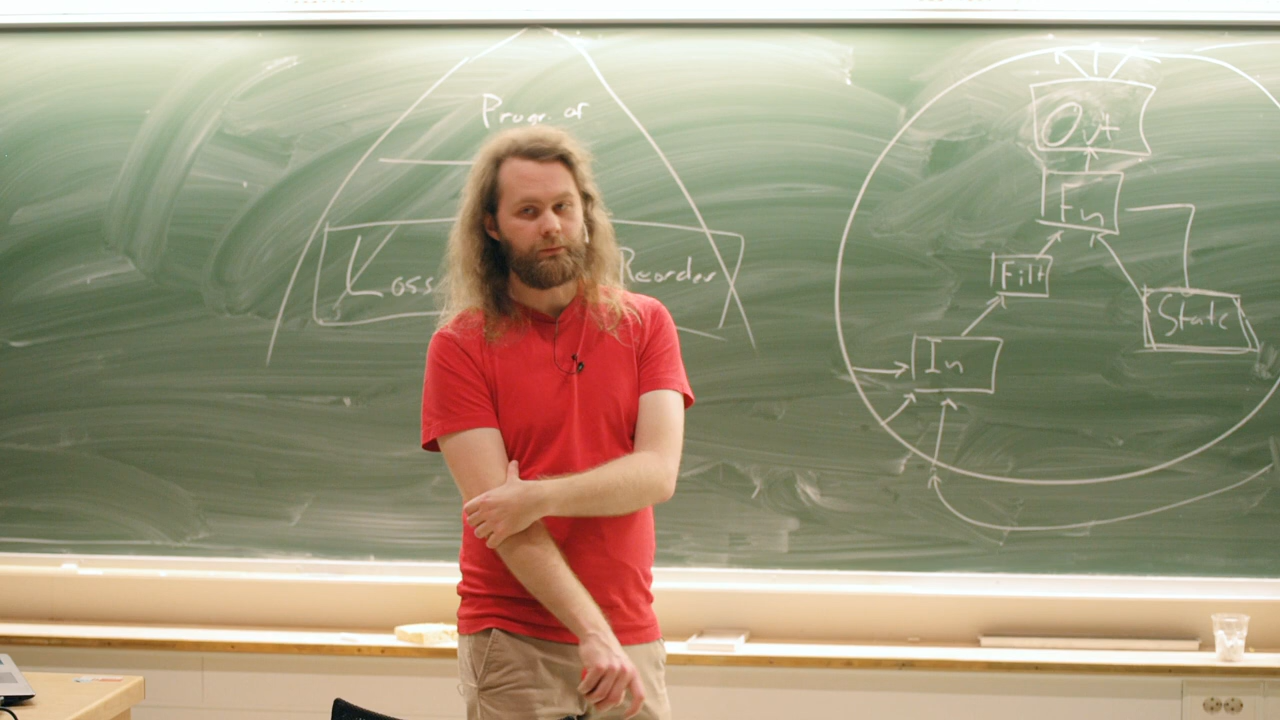 Progr. of
Loss
Reorder
Out
Fn
Filt
State
In